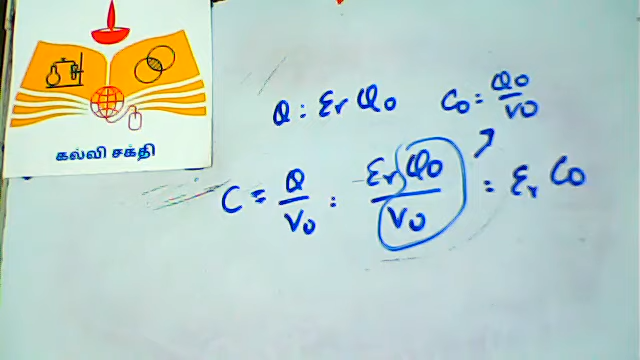 கல்வி சக்தி
Q = εr Q0 C0 = Q0/V0
C = Q/V0 = εr Q0/V0 = εr C0